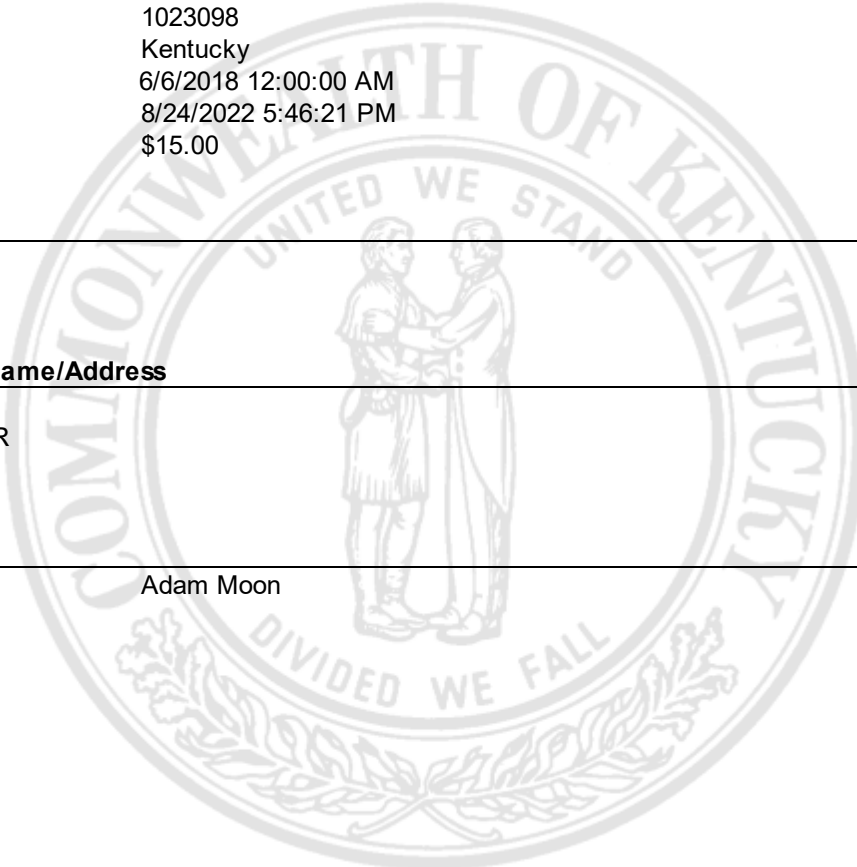 1023098
Kentucky
6/6/2018 12:00:00 AM
8/24/2022 5:46:21 PM
$15.00
COMMONWEALTH OF KENTUCKY
UNITED WE STAND
ame/Address
R
Adam Moon
DIVIDED WE FALL